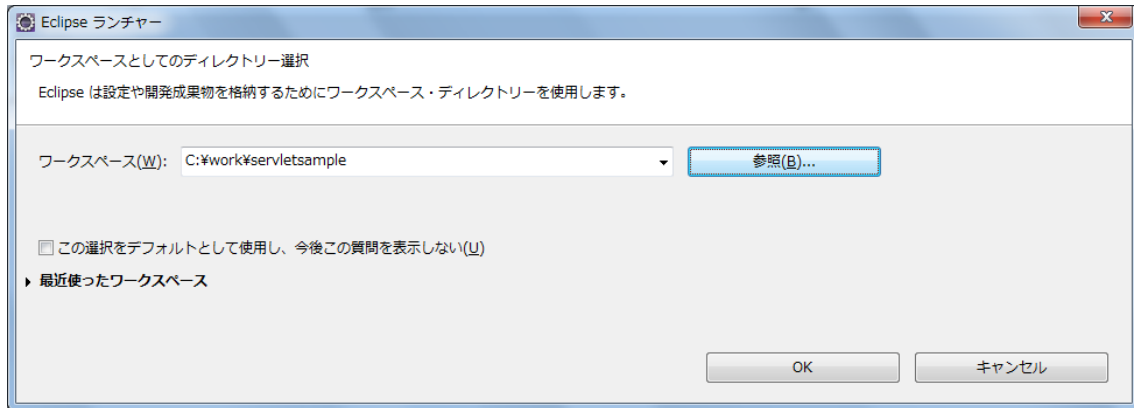 Eclipse ランチャー
ワークスペースとしてのディレクトリー選択
Eclipse は設定や開発成果物を格納するためにワークスペース・ディレクトリーを使用します。
ワークスペース(W): C:¥work¥servletsample 参照(B)...
この選択をデフォルトとして使用し、今後この質問を表示しない(U)
最近使ったワークスペース
OK キャンセル